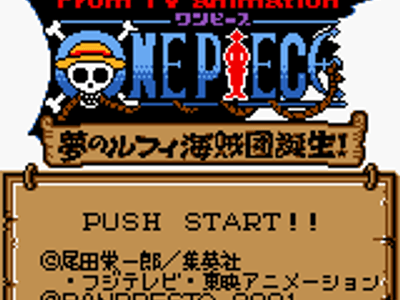 From TV animation
ワンピース
ONE PIECE
夢のルフィ海賊団誕生!
PUSH START!!
©尾田栄一郎/集英社
・フジテレビ・東映アニメーション
©BANPRESTO 2001